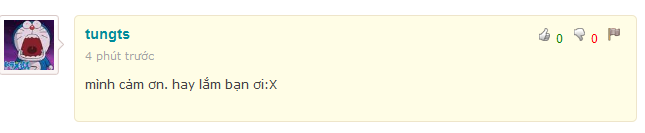 tungts
0 0
4 phút trước
mình cảm ơn. hay lắm bạn ơi:X